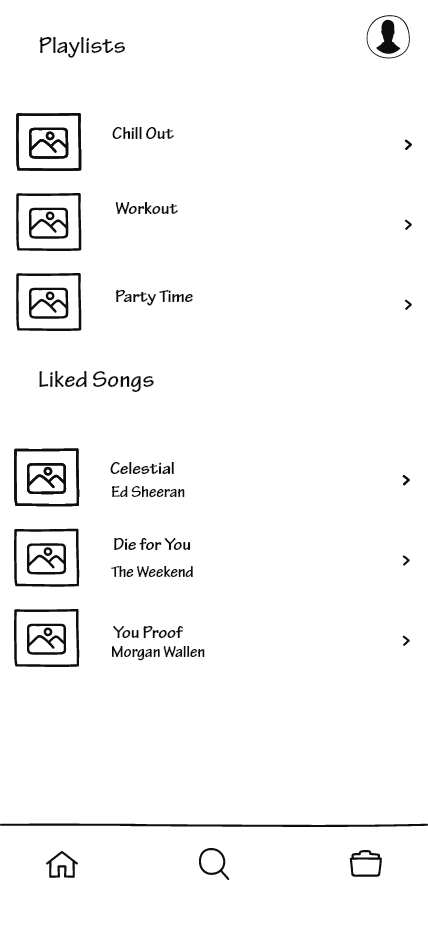 Playlists
Chill Out
Workout
Party Time
Liked Songs
Celestial
Ed Sheeran
Die for You
The Weekend
You Proof
Morgan Wallen